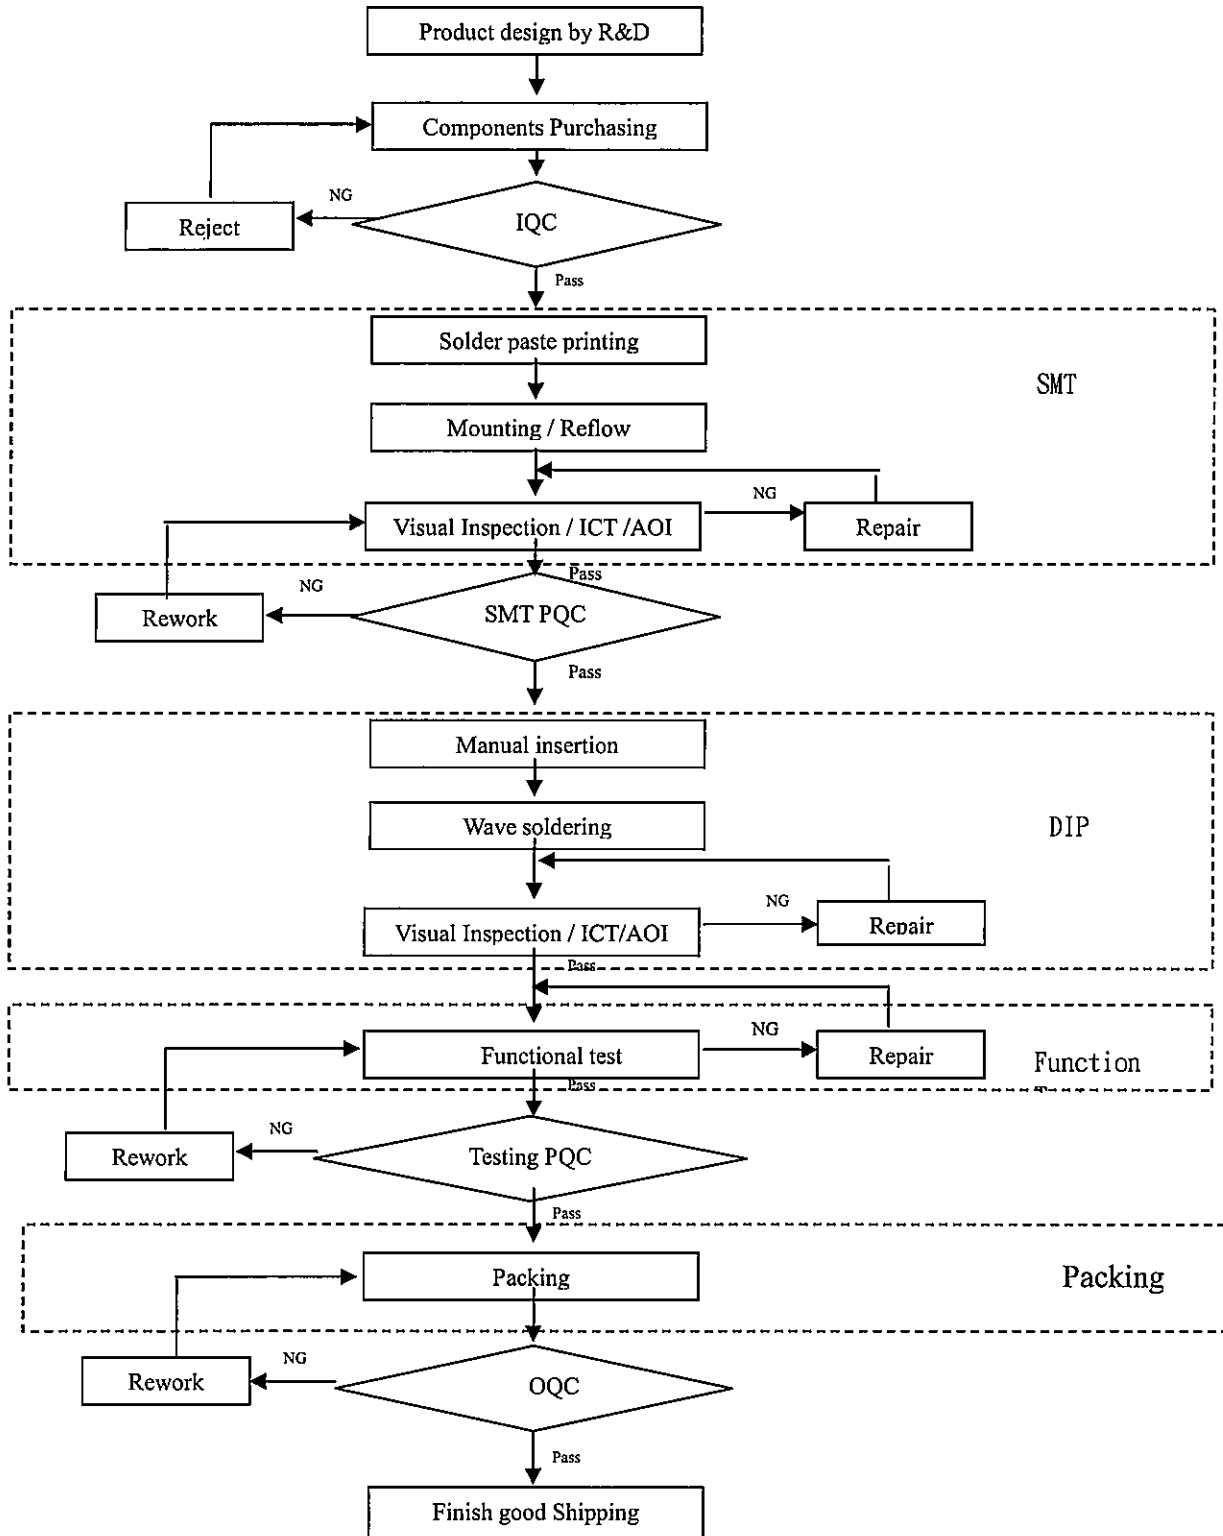 Product design by R&D
Components Purchasing
NG
Reject
IQC
Pass
Solder paste printing
SMT
Mounting / Reflow
NG
Visual Inspection / ICT /AOI
Repair
Pass
NG
Rework
SMT PQC
Pass
Manual insertion
Wave soldering
DIP
NG
Visual Inspection / ICT/AOI
Repair
Pass
NG
Functional test
Repair
Function
Pass
NG
Rework
Testing PQC
Pass
Packing
Packing
NG
Rework
OQC
Pass
Finish good Shipping